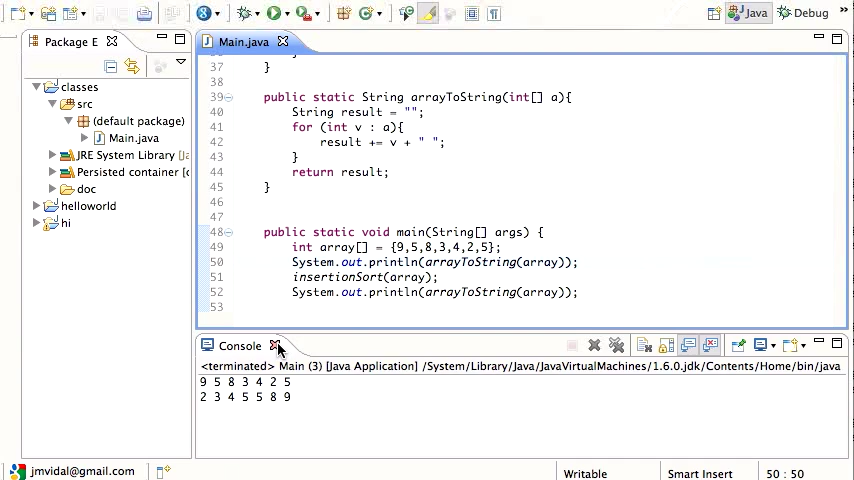 Java
Debug
Package E
classes
src
(default package)
Main.java
JRE System Library [Ja
Persisted container [c
doc
helloworld
hi
Main.java
37 }
38
39 public static String arrayToString(int[] a){
40 String result = "";
41 for (int v : a){
42 result += v + " ";
43 }
44 return result;
45 }
46
47
48 public static void main(String[] args) {
49 int array[] = {9,5,8,3,4,2,5};
50 System.out.println(arrayToString(array));
51 insertionSort(array);
52 System.out.println(arrayToString(array));
53
Console
<terminated> Main (3) [Java Application] /System/Library/Java/JavaVirtualMachines/1.6.0.jdk/Contents/Home/bin/java
9 5 8 3 4 2 5
2 3 4 5 5 8 9
jmvidal@gmail.com
Writable
Smart Insert
50 : 50